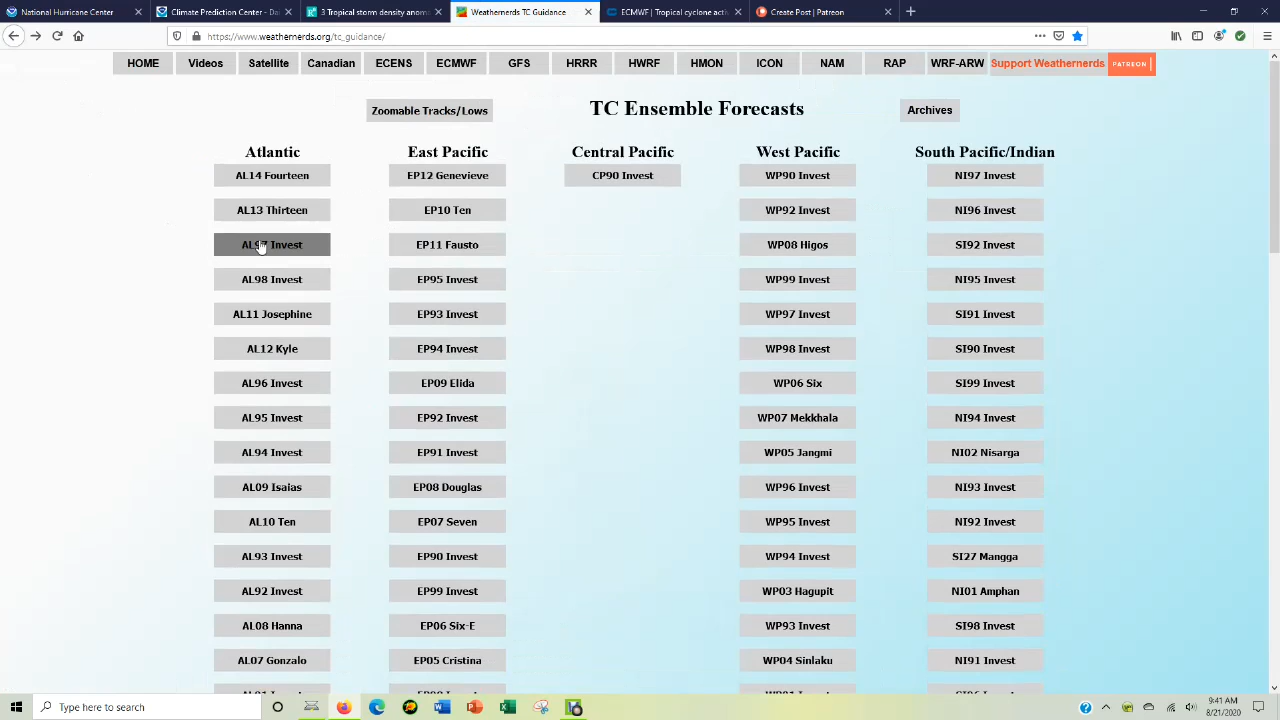 National Hurricane Center
Climate Prediction Center - Da
3 Tropical storm density anoma
Weathernerds TC Guidance
ECMWF | Tropical cyclone activ
Create Post | Patreon
https://www.weathernerds.org/tc_guidance/
HOME Videos Satellite Canadian ECENS ECMWF GFS HRRR HWRF HMON ICON NAM RAP WRF-ARW Support Weathernerds PATREON
Zoomable Tracks/Lows
TC Ensemble Forecasts
Archives
Atlantic East Pacific Central Pacific West Pacific South Pacific/Indian
AL14 Fourteen EP12 Genevieve CP90 Invest WP90 Invest NI97 Invest
AL13 Thirteen EP10 Ten WP92 Invest NI96 Invest
AL97 Invest EP11 Fausto WP08 Higos SI92 Invest
AL98 Invest EP95 Invest WP99 Invest NI95 Invest
AL11 Josephine EP93 Invest WP97 Invest SI91 Invest
AL12 Kyle EP94 Invest WP98 Invest SI90 Invest
AL96 Invest EP09 Elida WP06 Six SI99 Invest
AL95 Invest EP92 Invest WP07 Mekkhala NI94 Invest
AL94 Invest EP91 Invest WP05 Jangmi NI02 Nisarga
AL09 Isaias EP08 Douglas WP96 Invest NI93 Invest
AL10 Ten EP07 Seven WP95 Invest NI92 Invest
AL93 Invest EP90 Invest WP94 Invest SI27 Mangga
AL92 Invest EP99 Invest WP03 Hagupit NI01 Amphan
AL08 Hanna EP06 Six-E WP93 Invest SI98 Invest
AL07 Gonzalo EP05 Cristina WP04 Sinlaku NI91 Invest
Type here to search
9:41 AM
8/21/2020